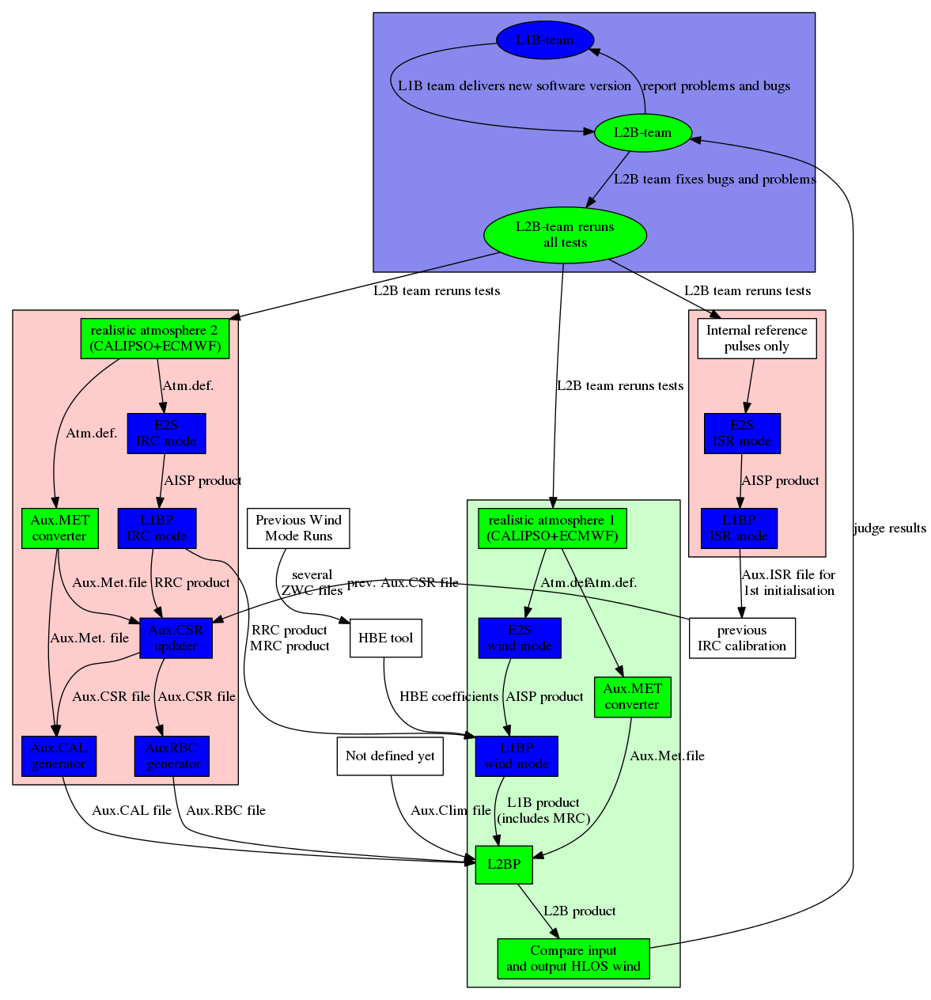 L1B-team
L1B team delivers new software version
report problems and bugs
L2B-team
L2B team fixes bugs and problems
L2B-team reruns
all tests
L2B team reruns tests
L2B team reruns tests
realistic atmosphere 2
(CALIPSO+ECMWF)
Internal reference
pulses only
Atm.def.
L2B team reruns tests
Atm.def.
E2S
IRC mode
E2S
ISR mode
AISP product
AISP product
Aux.MET
converter
L1BP
IRC mode
Previous Wind
Mode Runs
realistic atmosphere 1
(CALIPSO+ECMWF)
L1BP
ISR mode
judge results
Aux.Met.file
RRC product
several
ZWC files
prev. Aux.CSR file
Atm.def.
Atm.def.
Aux.ISR file for
1st initialisation
Aux.Met. file
Aux.CSR
updater
RRC product
MRC product
HBE tool
E2S
wind mode
previous
IRC calibration
Aux.CSR file
Aux.CSR file
HBE coefficients
AISP product
Aux.MET
converter
Aux.CAL
generator
AuxRBC
generator
Not defined yet
L1BP
wind mode
Aux.Met.file
Aux.CAL file
Aux.RBC file
Aux.Clim file
L1B product
(includes MRC)
L2BP
L2B product
Compare input
and output HLOS wind